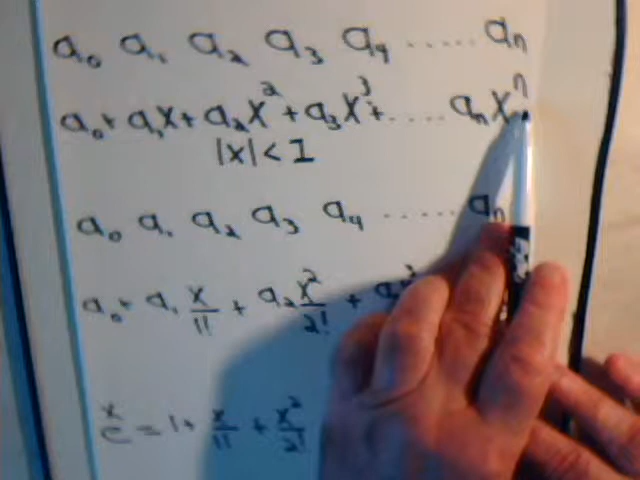 a₀ a₁ a₂ a₃ a₄ ...... aₙ
a₀ + a₁x + a₂x² + a₃x³ + ..... aₙxⁿ
|x| < 1
a₀ a₁ a₂ a₃ a₄ ...... aₙ
a₀ + a₁ x/1! + a₂ x²/2! +
eˣ = 1 + x/1! + x²/2!